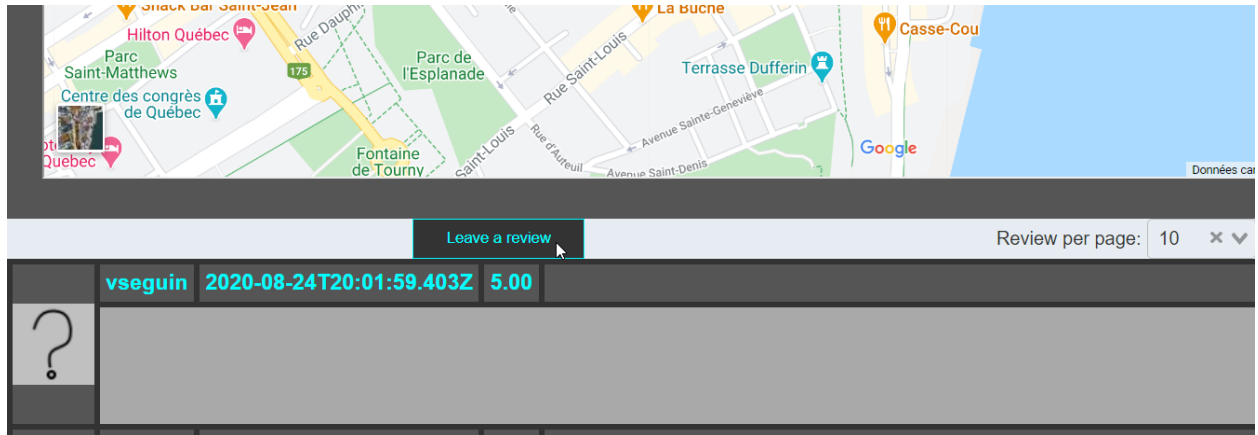 Snack Bar Saint-Jean
Hilton Québec
Rue Dauphi
La Buche
Casse-Cou
Parc
Saint-Matthews
175
Parc de
l'Esplanade
Rue Saint-Louis
Terrasse Dufferin
Centre des congrès
de Québec
Avenue Sainte-Geneviève
Quebec
Fontaine
de Tourny
Saint-Louis
Rue d'Auteuil
Avenue Saint-Denis
Google
Données car
Leave a review
Review per page: 10
vseguin 2020-08-24T20:01:59.403Z 5.00
?